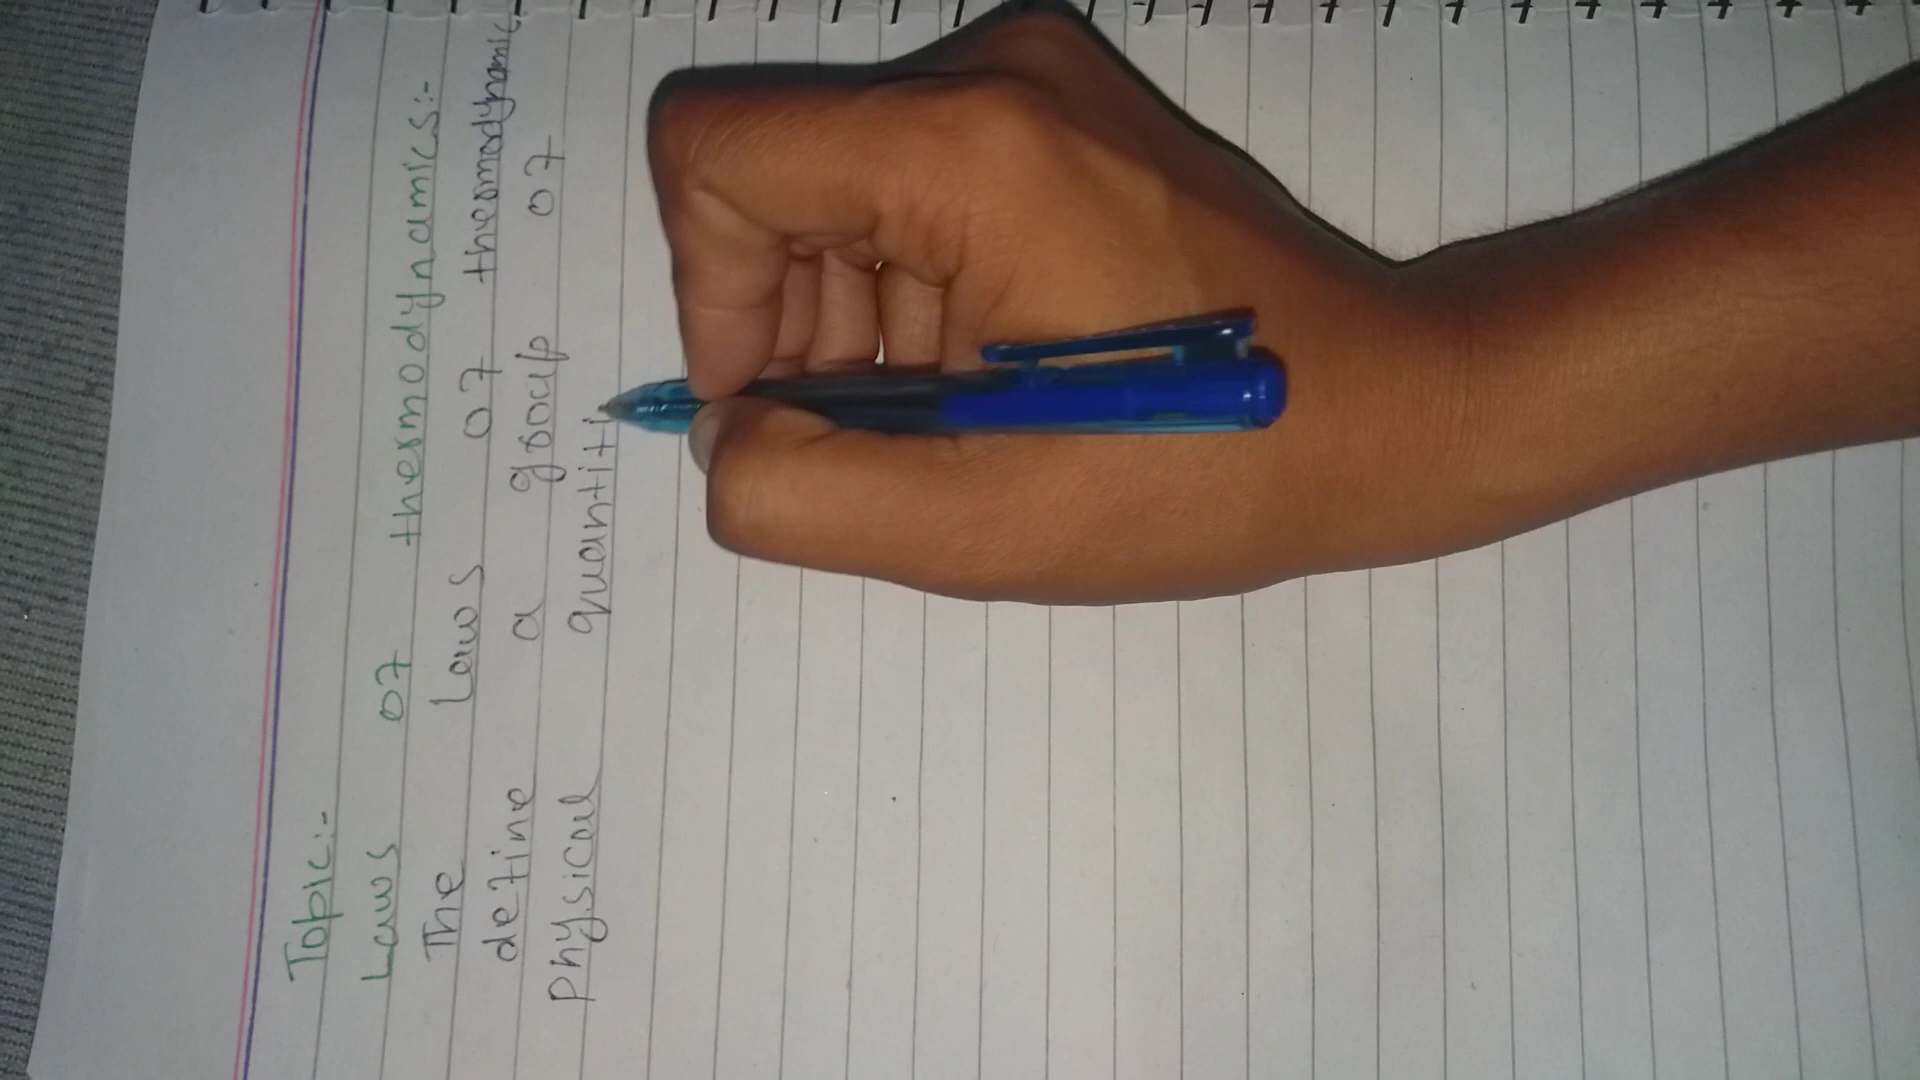 Topic:-
Laws of thermodynamics:-
The laws of thermodynamic
define a group of
physical quantiti